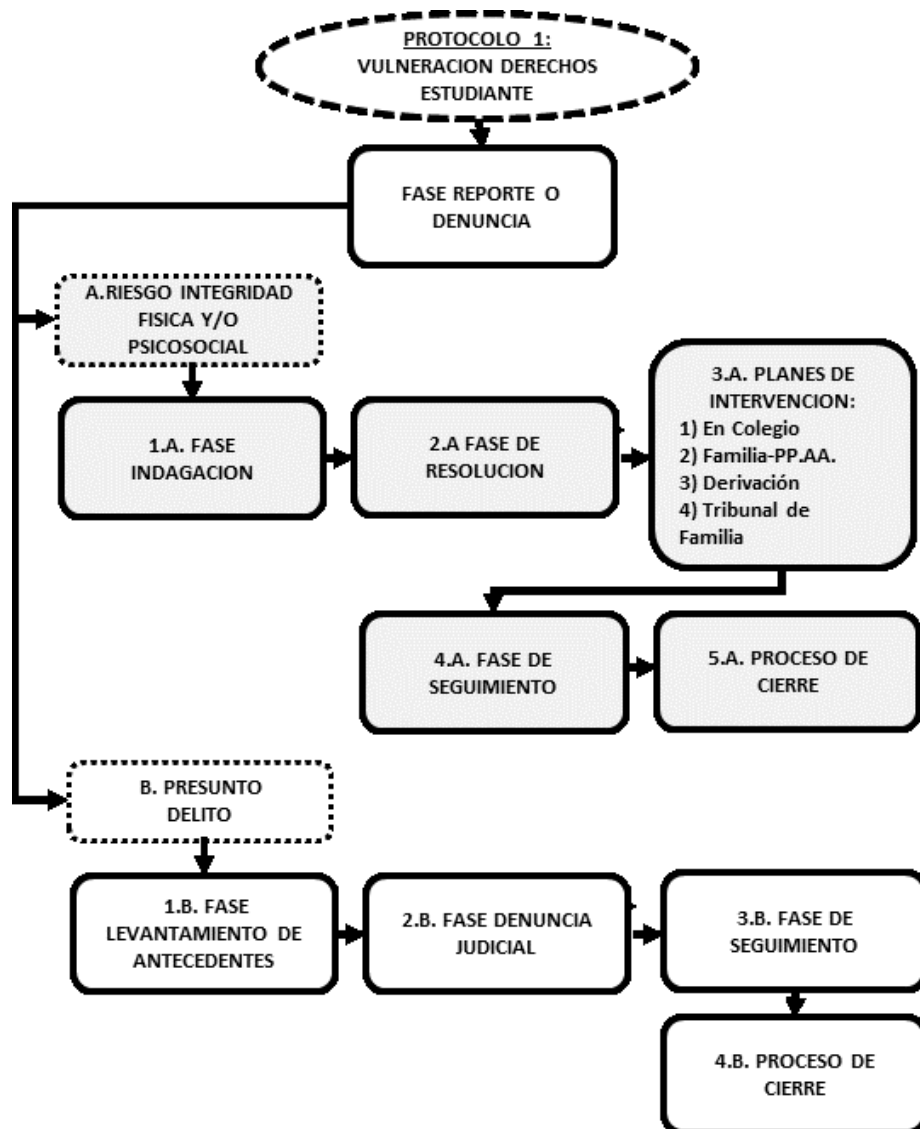 PROTOCOLO 1:
VULNERACION DERECHOS
ESTUDIANTE
FASE REPORTE O
DENUNCIA
A.RIESGO INTEGRIDAD
FISICA Y/O
PSICOSOCIAL
1.A. FASE
INDAGACION
2.A FASE DE
RESOLUCION
3.A. PLANES DE
INTERVENCION:
1) En Colegio
2) Familia-PP.AA.
3) Derivación
4) Tribunal de
Familia
4.A. FASE DE
SEGUIMIENTO
5.A. PROCESO DE
CIERRE
B. PRESUNTO
DELITO
1.B. FASE
LEVANTAMIENTO DE
ANTECEDENTES
2.B. FASE DENUNCIA
JUDICIAL
3.B. FASE DE
SEGUIMIENTO
4.B. PROCESO DE
CIERRE